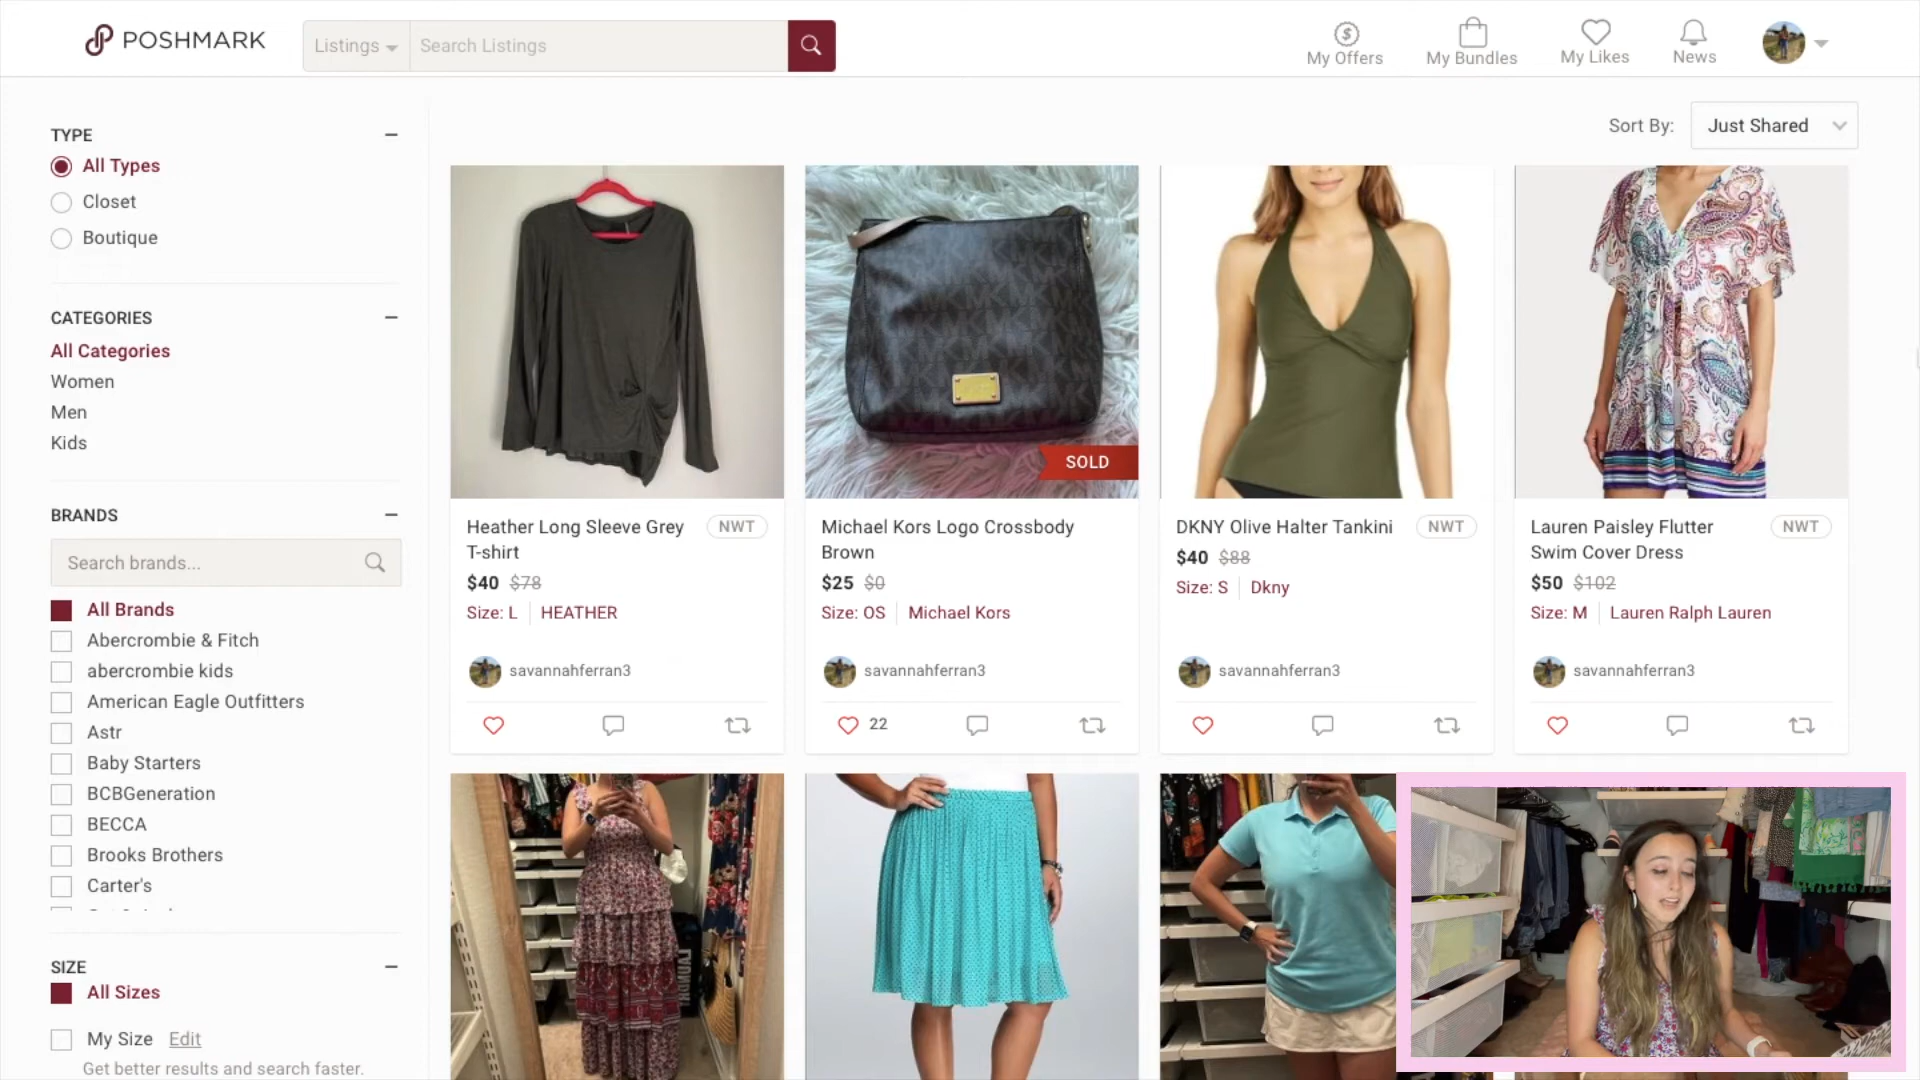 POSHMARK
Listings
Search Listings
My Offers
My Bundles
My Likes
News
Sort By:
Just Shared
TYPE
All Types
Closet
Boutique
CATEGORIES
All Categories
Women
Men
Kids
BRANDS
Search brands...
All Brands
Abercrombie & Fitch
abercrombie kids
American Eagle Outfitters
Astr
Baby Starters
BCBGeneration
BECCA
Brooks Brothers
Carter's
SIZE
All Sizes
My Size Edit
Get better results and search faster.
Heather Long Sleeve Grey
T-shirt
NWT
$40 $78
Size: L HEATHER
savannahferran3
SOLD
Michael Kors Logo Crossbody
Brown
$25 $0
Size: OS Michael Kors
savannahferran3
22
DKNY Olive Halter Tankini
NWT
$40 $88
Size: S Dkny
savannahferran3
Lauren Paisley Flutter
Swim Cover Dress
NWT
$50 $102
Size: M Lauren Ralph Lauren
savannahferran3